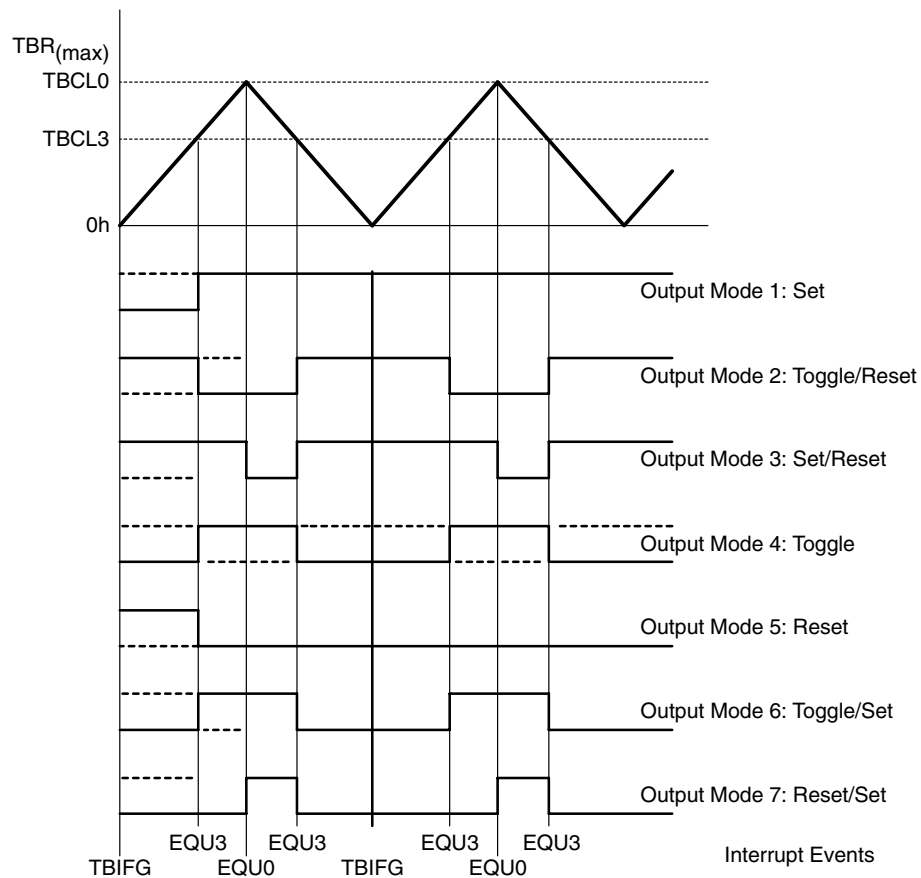 TBR(max)
TBCL0
TBCL3
0h
Output Mode 1: Set
Output Mode 2: Toggle/Reset
Output Mode 3: Set/Reset
Output Mode 4: Toggle
Output Mode 5: Reset
Output Mode 6: Toggle/Set
Output Mode 7: Reset/Set
EQU3 EQU3 EQU3 EQU3
TBIFG EQU0 TBIFG EQU0 Interrupt Events